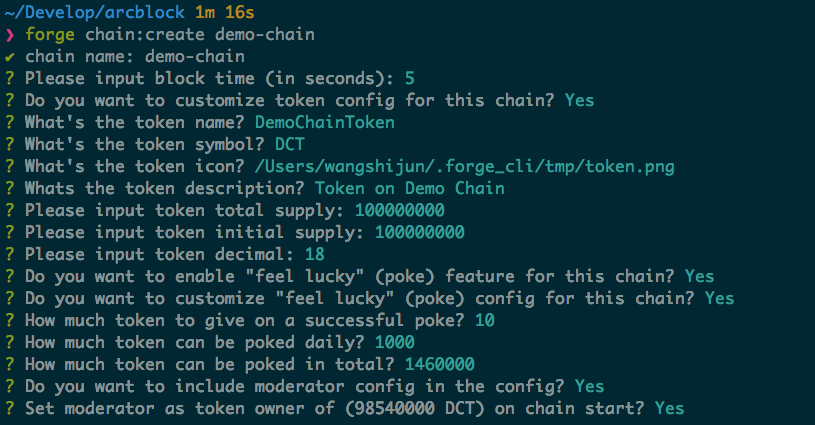 ~/Develop/arcblock 1m 16s
❯ forge chain:create demo-chain
✔ chain name: demo-chain
? Please input block time (in seconds): 5
? Do you want to customize token config for this chain? Yes
? What's the token name? DemoChainToken
? What's the token symbol? DCT
? What's the token icon? /Users/wangshijun/.forge_cli/tmp/token.png
? Whats the token description? Token on Demo Chain
? Please input token total supply: 100000000
? Please input token initial supply: 100000000
? Please input token decimal: 18
? Do you want to enable "feel lucky" (poke) feature for this chain? Yes
? Do you want to customize "feel lucky" (poke) config for this chain? Yes
? How much token to give on a successful poke? 10
? How much token can be poked daily? 1000
? How much token can be poked in total? 1460000
? Do you want to include moderator config in the config? Yes
? Set moderator as token owner of (98540000 DCT) on chain start? Yes